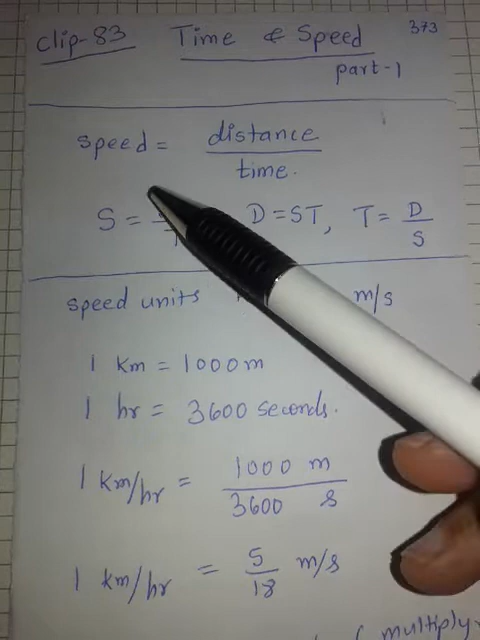 Clip-83 Time & Speed 373
part-1
speed = distance / time.
S = D = ST, T = D / S
speed units m/s
1 km = 1000m
1 hr = 3600 seconds.
1 km/hr = 1000 m / 3600 s
1 km/hr = 5 / 18 m/s
( multiply